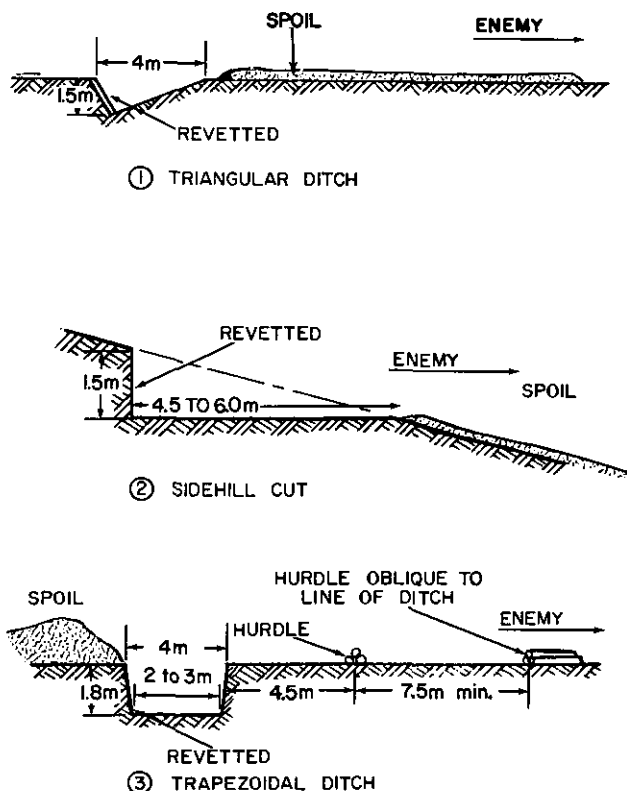 SPOIL
ENEMY
4m
1.5m
REVETTED
① TRIANGULAR DITCH
REVETTED
ENEMY
SPOIL
1.5m
4.5 TO 6.0m
② SIDEHILL CUT
HURDLE OBLIQUE TO
LINE OF DITCH
SPOIL
ENEMY
4m
HURDLE
2 to 3m
1.8m
4.5m
7.5m min.
REVETTED
③ TRAPEZOIDAL DITCH